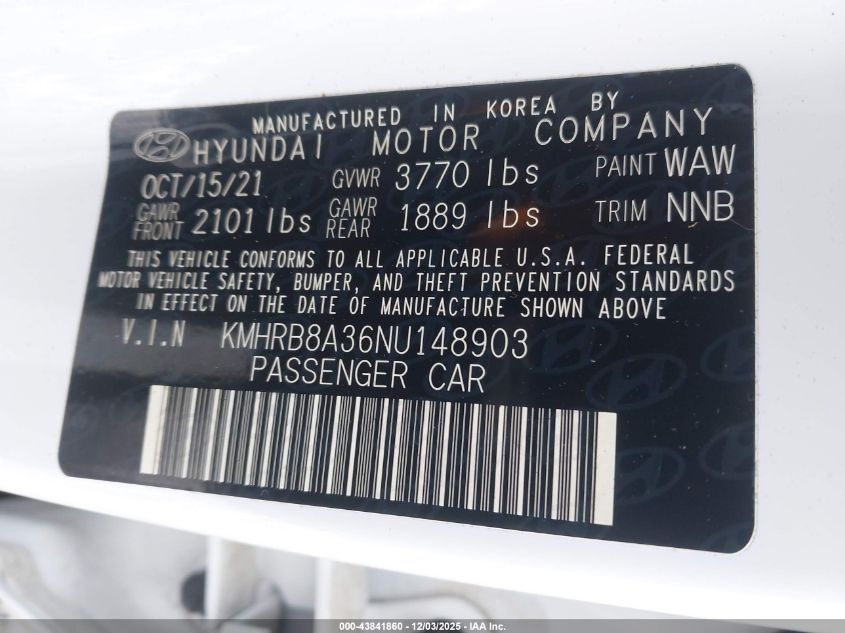 MANUFACTURED IN KOREA BY
HYUNDAI MOTOR COMPANY
OCT/15/21 GVWR 3770 lbs PAINT WAW
GAWR FRONT 2101 lbs GAWR REAR 1889 lbs TRIM NNB
THIS VEHICLE CONFORMS TO ALL APPLICABLE U.S.A. FEDERAL
MOTOR VEHICLE SAFETY, BUMPER, AND THEFT PREVENTION STANDARDS
IN EFFECT ON THE DATE OF MANUFACTURE SHOWN ABOVE
V.I.N KMHRB8A36NU148903
PASSENGER CAR
000-43841860 - 12/03/2025 - IAA Inc.